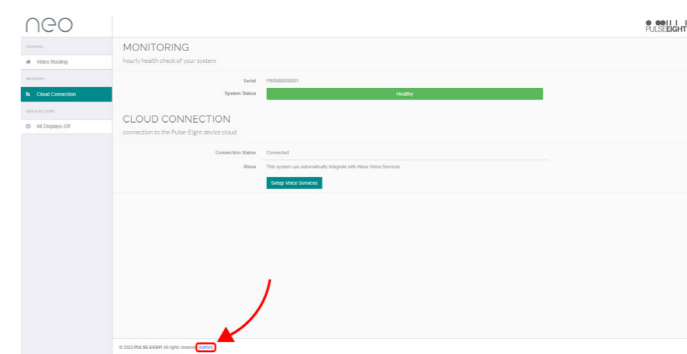 neo
PULSEEIGHT
CONTROL
Video Routing
NETWORK
Cloud Connection
QUICK ACTIONS
All Displays Off
MONITORING
hourly health check of your system
Serial
System Status Healthy
CLOUD CONNECTION
connection to the Pulse-Eight device cloud
Connection Status Connected
Alexa This system can automatically integrate with Alexa Voice Services
Setup Voice Services
© 2022 PULSE-EIGHT All rights reserved Admin